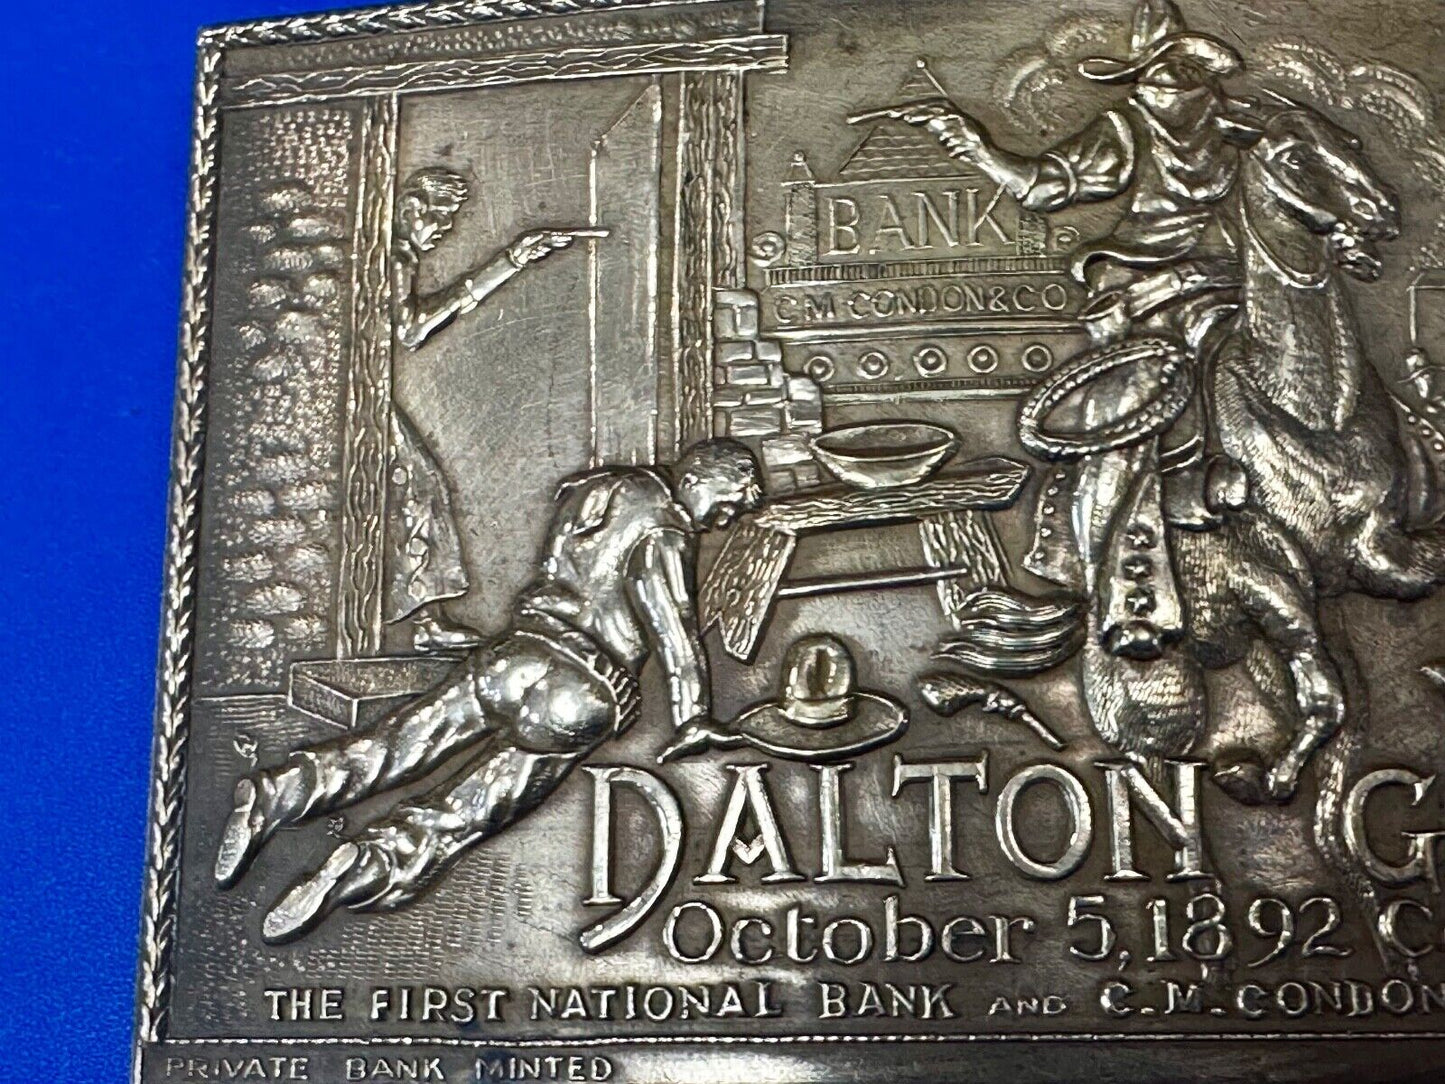 BANK
C.M. CONDON & CO
DALTON G
October 5, 1892 C
THE FIRST NATIONAL BANK AND C.M. CONDON
PRIVATE BANK MINTED